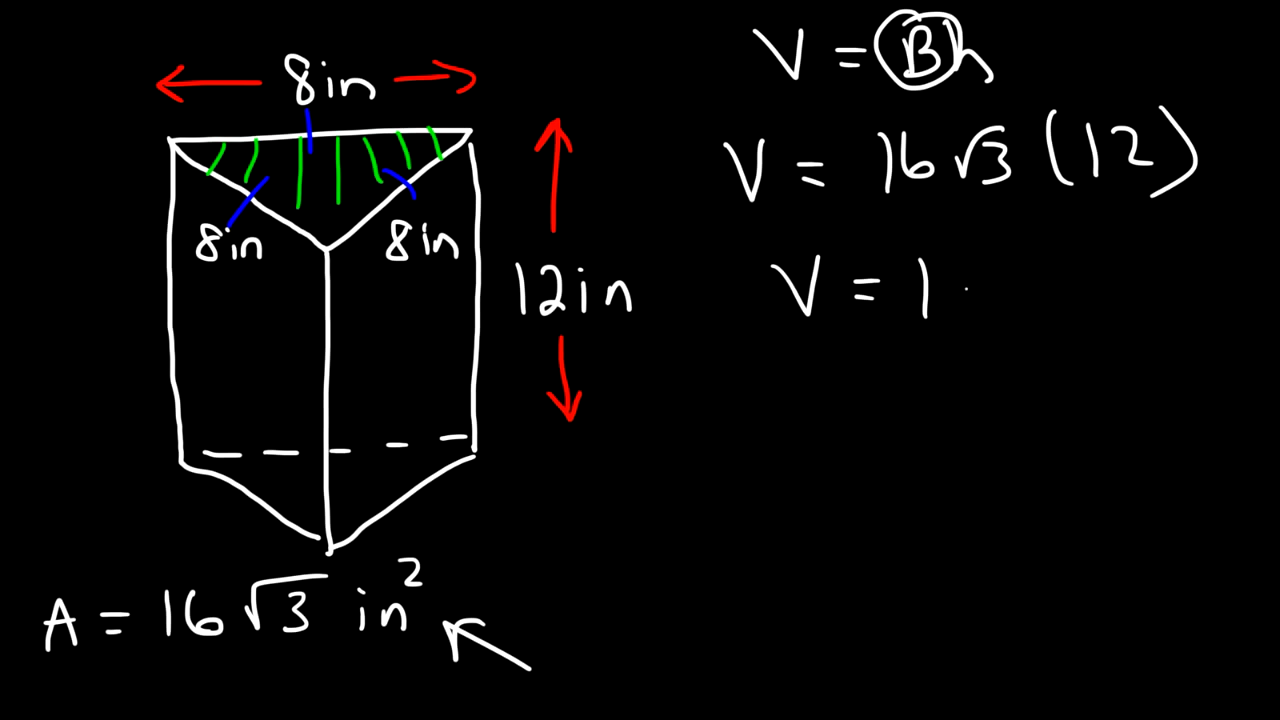 8in
8in
8in
12in
A = 16√3 in²
V = Bh
V = 16√3 (12)
V = 1